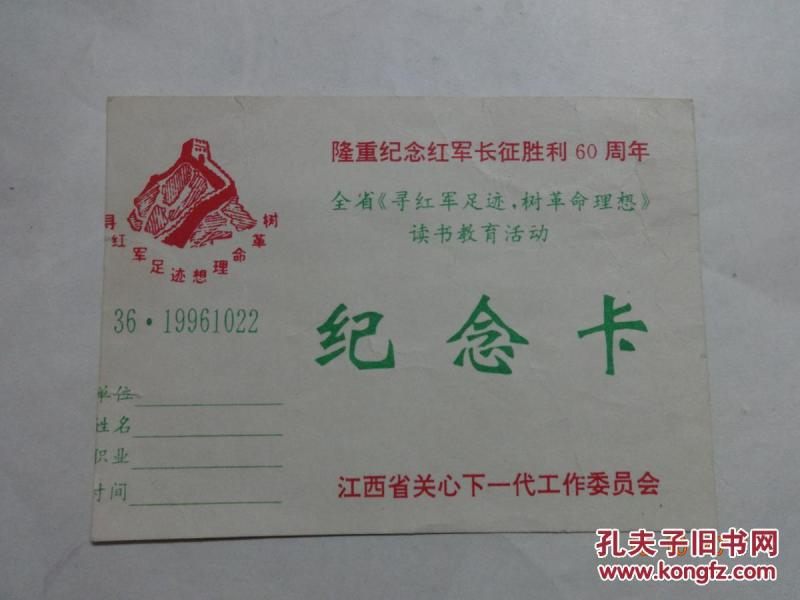 隆重纪念红军长征胜利60周年
全省《寻红军足迹，树革命理想》
读书教育活动
纪念卡
寻红军足迹想理命革树
36·19961022
单位
姓名
职业
时间
江西省关心下一代工作委员会
孔夫子旧书网
www.kongfz.com